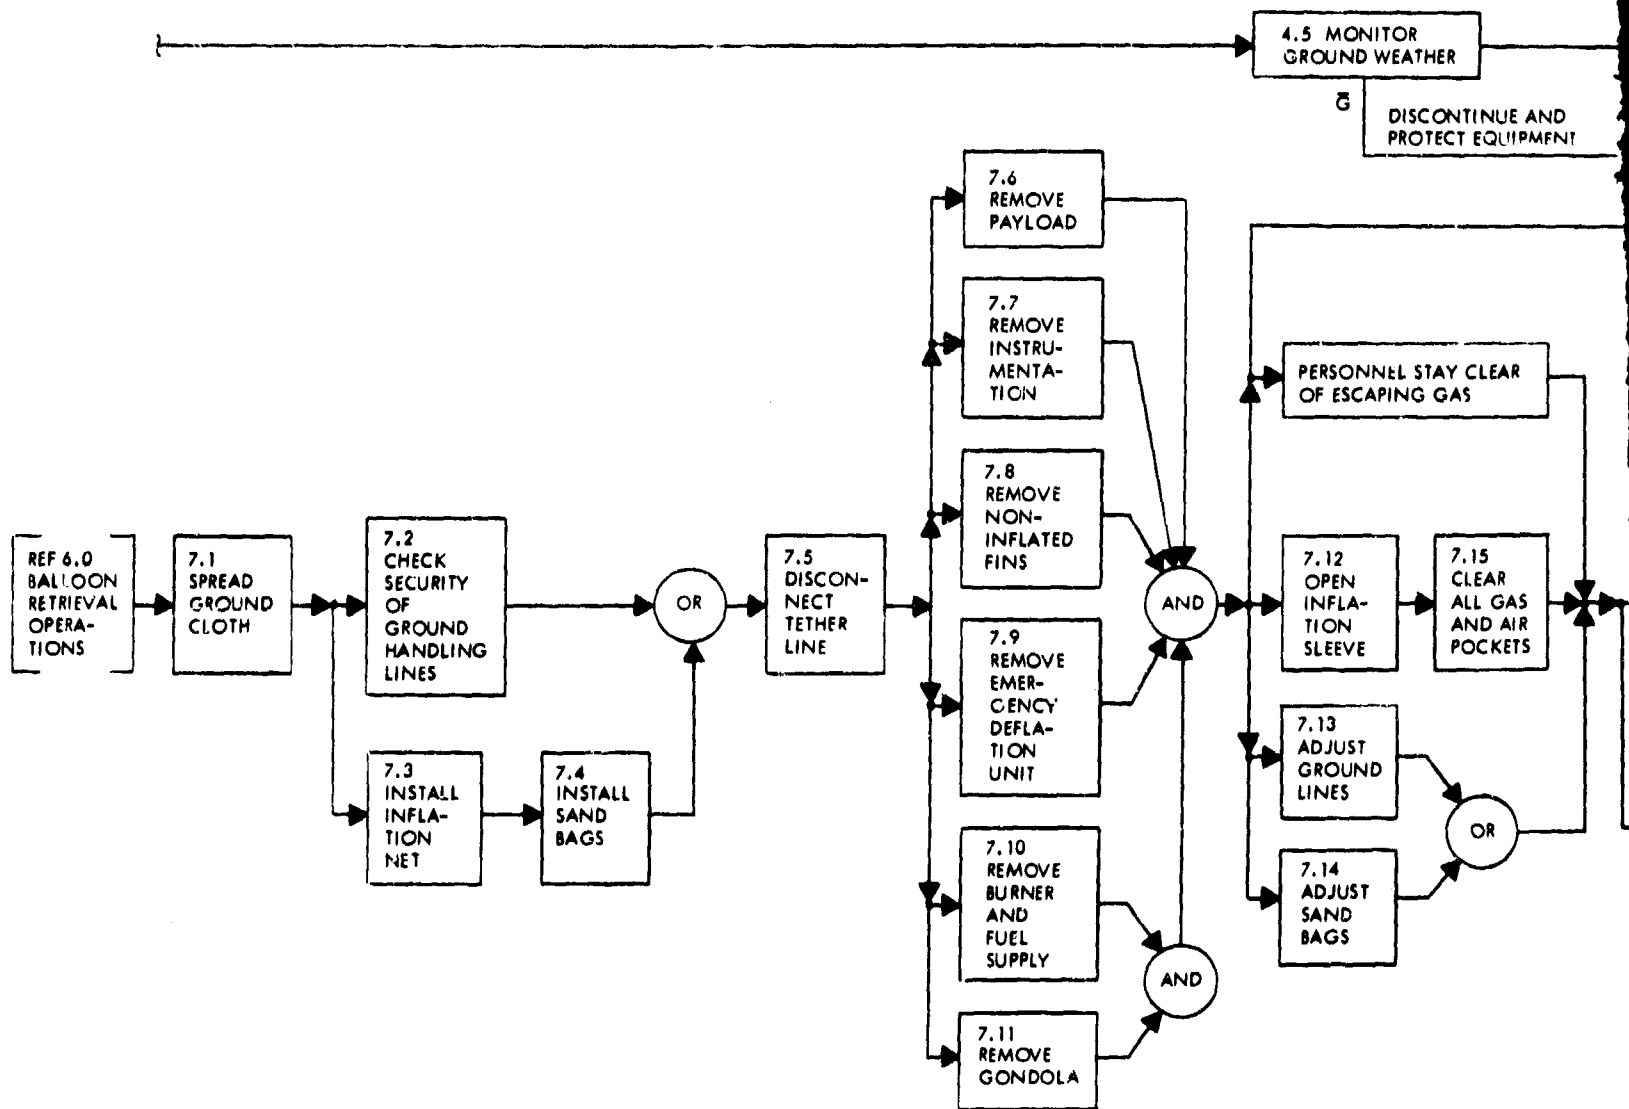 4.5 MONITOR
GROUND WEATHER
G̅
DISCONTINUE AND
PROTECT EQUIPMENT
REF 6.0
BALLOON
RETRIEVAL
OPERA-
TIONS
7.1
SPREAD
GROUND
CLOTH
7.2
CHECK
SECURITY
OF
GROUND
HANDLING
LINES
7.3
INSTALL
INFLA-
TION
NET
7.4
INSTALL
SAND
BAGS
OR
7.5
DISCON-
NECT
TETHER
LINE
7.6
REMOVE
PAYLOAD
7.7
REMOVE
INSTRU-
MENTA-
TION
7.8
REMOVE
NON-
INFLATED
FINS
7.9
REMOVE
EMER-
GENCY
DEFLA-
TION
UNIT
7.10
REMOVE
BURNER
AND
FUEL
SUPPLY
7.11
REMOVE
GONDOLA
AND
AND
PERSONNEL STAY CLEAR
OF ESCAPING GAS
7.12
OPEN
INFLA-
TION
SLEEVE
7.15
CLEAR
ALL GAS
AND AIR
POCKETS
7.13
ADJUST
GROUND
LINES
7.14
ADJUST
SAND
BAGS
OR